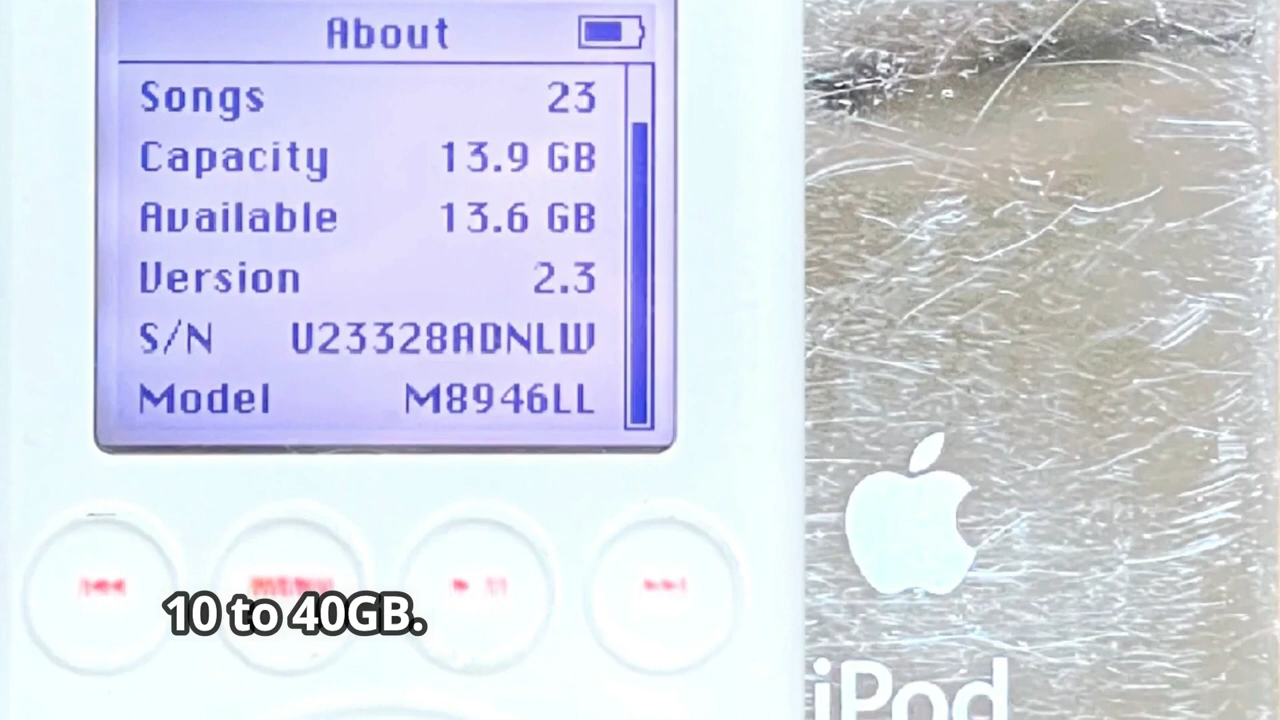 About
Songs 23
Capacity 13.9 GB
Available 13.6 GB
Version 2.3
S/N U23328ADNLW
Model M8946LL
MENU
10 to 40GB.
iPod